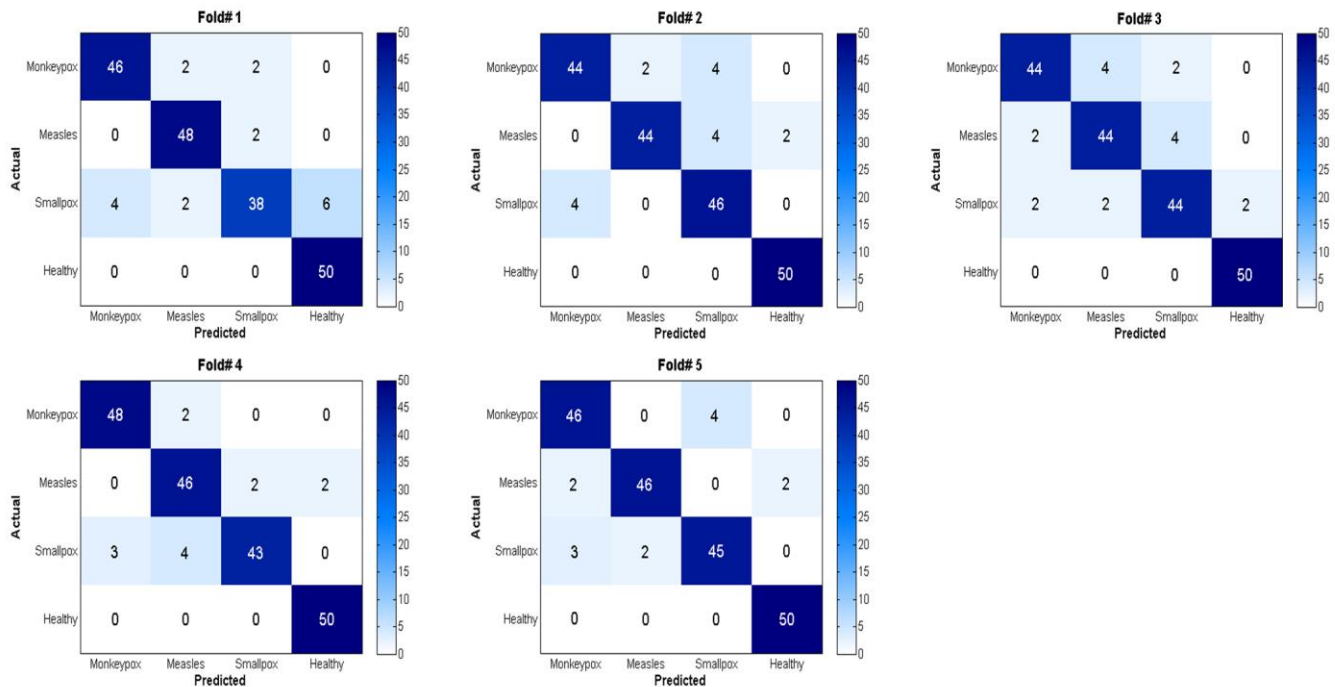 Fold# 1
50
45
40
35
30
25
20
15
10
5
0
Actual
Monkeypox 46 2 2 0
Measles 0 48 2 0
Smallpox 4 2 38 6
Healthy 0 0 0 50
Monkeypox Measles Smallpox Healthy
Predicted
Fold# 2
50
45
40
35
30
25
20
15
10
5
0
Actual
Monkeypox 44 2 4 0
Measles 0 44 4 2
Smallpox 4 0 46 0
Healthy 0 0 0 50
Monkeypox Measles Smallpox Healthy
Predicted
Fold# 3
50
45
40
35
30
25
20
15
10
5
0
Actual
Monkeypox 44 4 2 0
Measles 2 44 4 0
Smallpox 2 2 44 2
Healthy 0 0 0 50
Monkeypox Measles Smallpox Healthy
Predicted
Fold# 4
50
45
40
35
30
25
20
15
10
5
0
Actual
Monkeypox 48 2 0 0
Measles 0 46 2 2
Smallpox 3 4 43 0
Healthy 0 0 0 50
Monkeypox Measles Smallpox Healthy
Predicted
Fold# 5
50
45
40
35
30
25
20
15
10
5
0
Actual
Monkeypox 46 0 4 0
Measles 2 46 0 2
Smallpox 3 2 45 0
Healthy 0 0 0 50
Monkeypox Measles Smallpox Healthy
Predicted